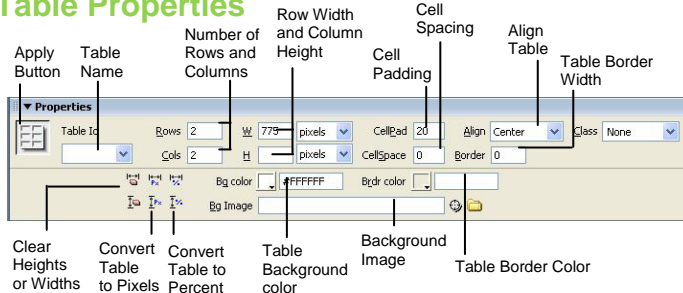 Table Properties
Apply
Button
Table
Name
Number of
Rows and
Columns
Row Width
and Column
Height
Cell
Padding
Cell
Spacing
Align
Table
Table Border
Width
Properties
Table Id
Rows 2
W 775 pixels
CellPad 20
Align Center
Class None
Cols 2
H pixels
CellSpace 0
Border 0
Bg color #FFFFFF
Brdr color
Bg Image
Clear
Heights
or Widths
Convert
Table
to Pixels
Convert
Table to
Percent
Table
Background
color
Background
Image
Table Border Color